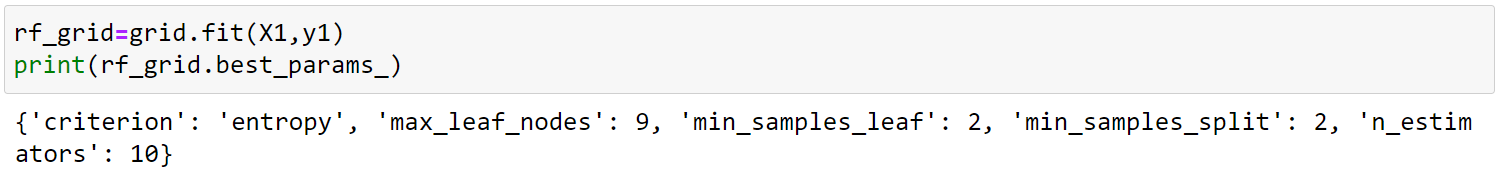 rf_grid=grid.fit(X1,y1)
print(rf_grid.best_params_)
{'criterion': 'entropy', 'max_leaf_nodes': 9, 'min_samples_leaf': 2, 'min_samples_split': 2, 'n_estim
ators': 10}